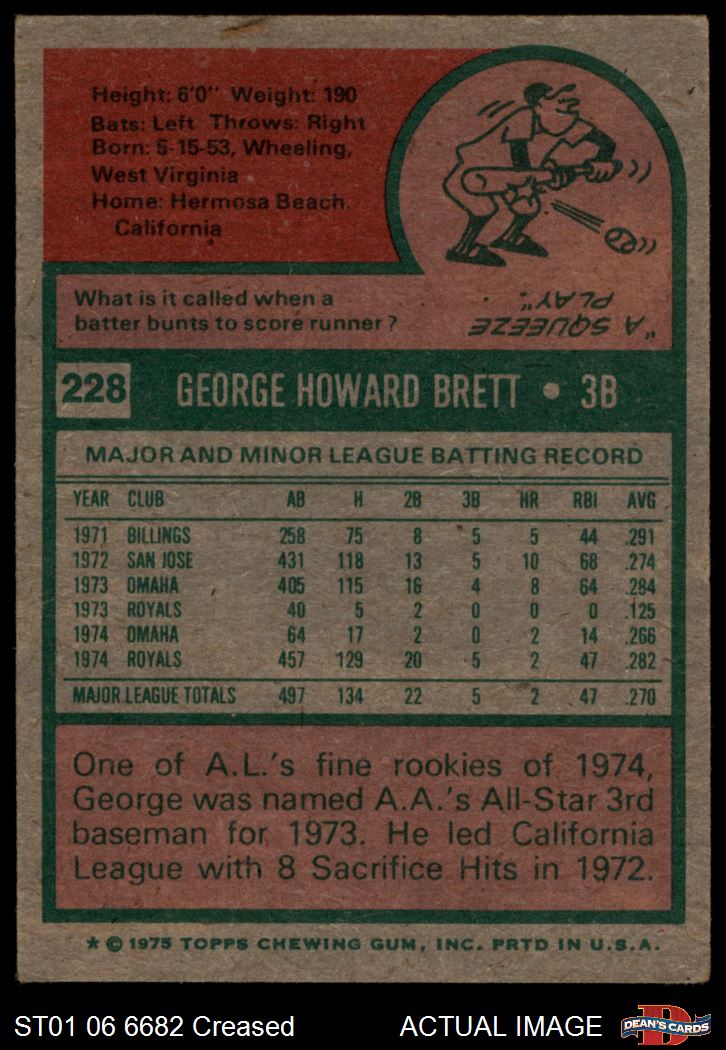 Height: 6'0" Weight: 190
Bats: Left Throws: Right
Born: 5-15-53, Wheeling,
West Virginia
Home: Hermosa Beach,
California
What is it called when a
batter bunts to score runner?
"A SQUEEZE
PLAY".
228 GEORGE HOWARD BRETT • 3B
MAJOR AND MINOR LEAGUE BATTING RECORD
YEAR CLUB AB H 2B 3B HR RBI AVG
1971 BILLINGS 258 75 8 5 5 44 .291
1972 SAN JOSE 431 118 13 5 10 68 .274
1973 OMAHA 405 115 16 4 8 64 .284
1973 ROYALS 40 5 2 0 0 0 .125
1974 OMAHA 64 17 2 0 2 14 .266
1974 ROYALS 457 129 20 5 2 47 .282
MAJOR LEAGUE TOTALS 497 134 22 5 2 47 .270
One of A.L.'s fine rookies of 1974,
George was named A.A.'s All-Star 3rd
baseman for 1973. He led California
League with 8 Sacrifice Hits in 1972.
* © 1975 TOPPS CHEWING GUM, INC. PRTD IN U.S.A.
ST01 06 6682 Creased ACTUAL IMAGE D DEAN'S CARDS